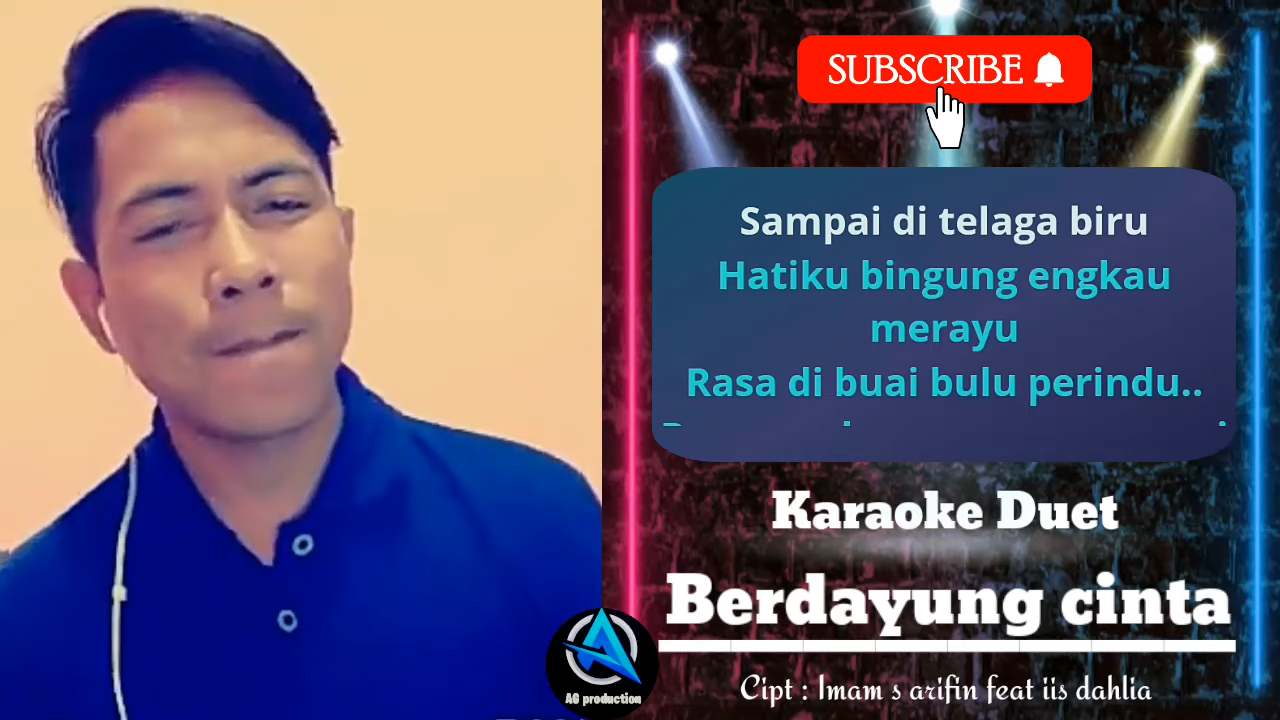 SUBSCRIBE
Sampai di telaga biru
Hatiku bingung engkau
merayu
Rasa di buai bulu perindu..
Karaoke Duet
Berdayung cinta
AG production
Cipt : Imam s arifin feat iis dahlia